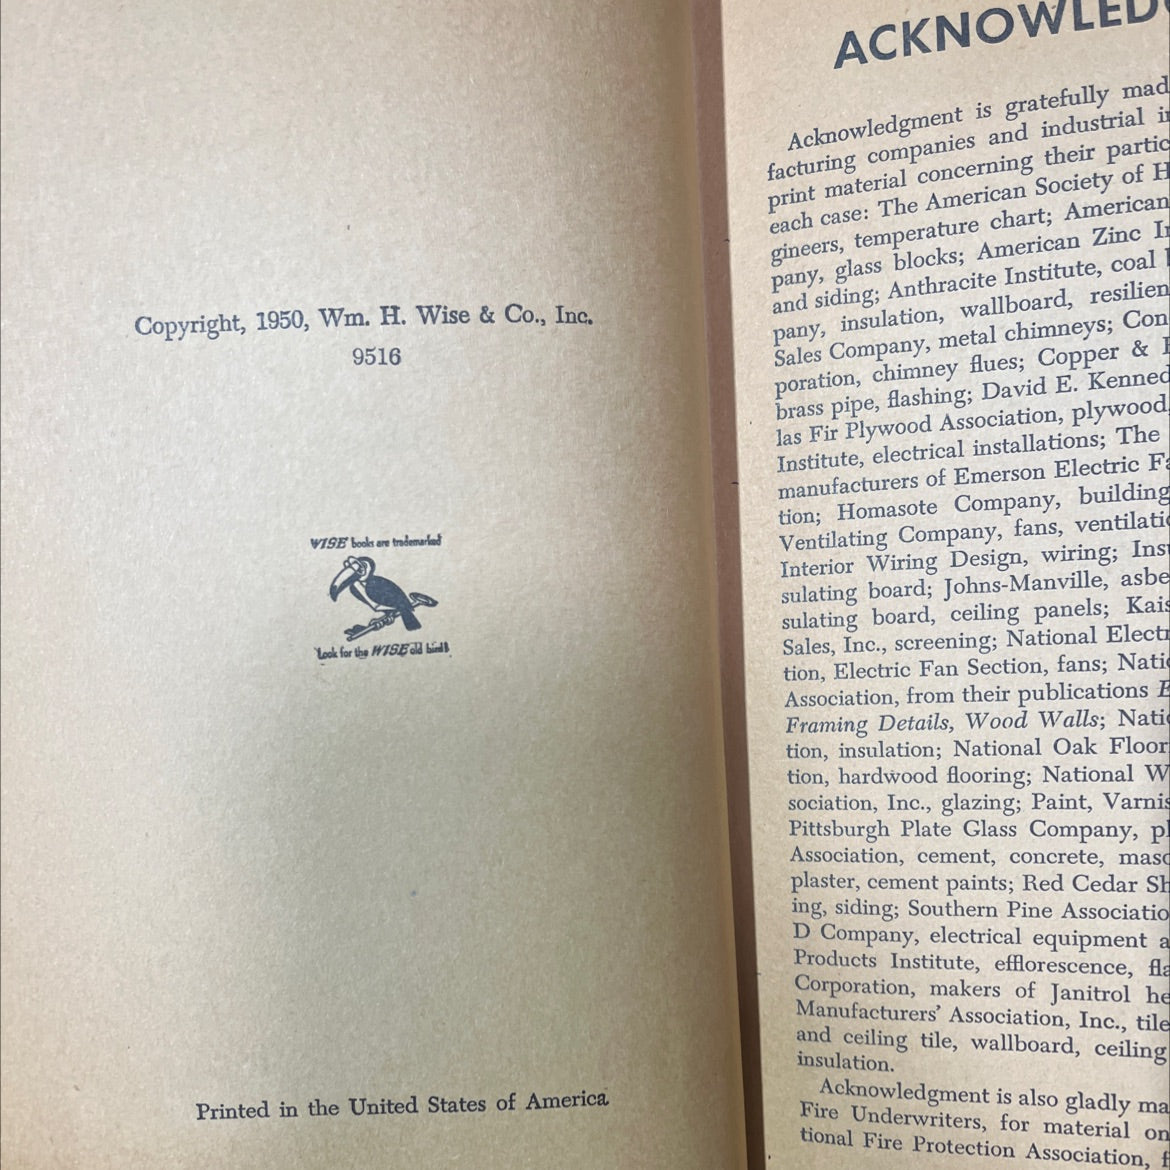 Copyright, 1950, Wm. H. Wise & Co., Inc.
9516
WISE books are trademarked
Look for the WISE old bird!
Printed in the United States of America
ACKNOWLED
Acknowledgment is gratefully mad
facturing companies and industrial
print material concerning their partic
each case: The American Society of H
gineers, temperature chart; American
pany, glass blocks; American Zinc
and siding; Anthracite Institute, coal
pany, insulation, wallboard, resilien
Sales Company, metal chimneys; Con
poration, chimney flues; Copper &
brass pipe, flashing; David E. Kenned
las Fir Plywood Association, plywood,
Institute, electrical installations; The
manufacturers of Emerson Electric Fa
tion; Homasote Company, building
Ventilating Company, fans, ventilatio
Interior Wiring Design, wiring; Ins
sulating board; Johns-Manville, asbe
sulating board, ceiling panels; Kais
Sales, Inc., screening; National Electr
tion, Electric Fan Section, fans; Natio
Association, from their publications
Framing Details, Wood Walls; Natio
tion, insulation; National Oak Floor
tion, hardwood flooring; National W
sociation, Inc., glazing; Paint, Varnis
Pittsburgh Plate Glass Company, pl
Association, cement, concrete, maso
plaster, cement paints; Red Cedar Sh
ing, siding; Southern Pine Associatio
D Company, electrical equipment a
Products Institute, efflorescence, fla
Corporation, makers of Janitrol he
Manufacturers' Association, Inc., tile
and ceiling tile, wallboard, ceiling
insulation.
Acknowledgment is also gladly ma
Fire Underwriters, for material on
tional Fire Protection Association, f